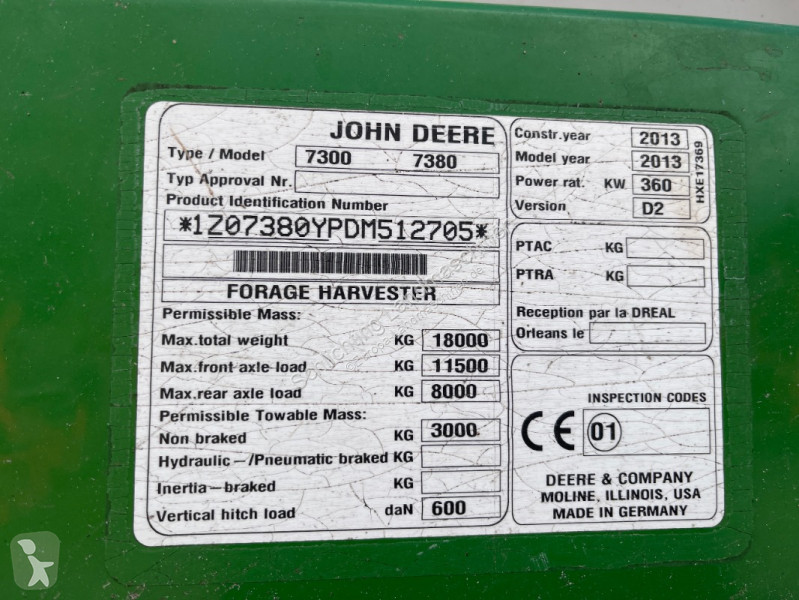 JOHN DEERE
Type / Model 7300 7380
Typ Approval Nr.
Product Identification Number
*1Z07380YPDM512705*
FORAGE HARVESTER
Permissible Mass:
Max.total weight KG 18000
Max.front axle load KG 11500
Max.rear axle load KG 8000
Permissible Towable Mass:
Non braked KG 3000
Hydraulic-/Pneumatic braked KG
Inertia-braked KG
Vertical hitch load daN 600
Constr.year 2013
Model year 2013
Power rat. KW 360
Version D2
HXE17369
PTAC KG
PTRA KG
Reception par la DREAL
Orleans le
INSPECTION CODES
CE 01
DEERE & COMPANY
MOLINE, ILLINOIS, USA
MADE IN GERMANY